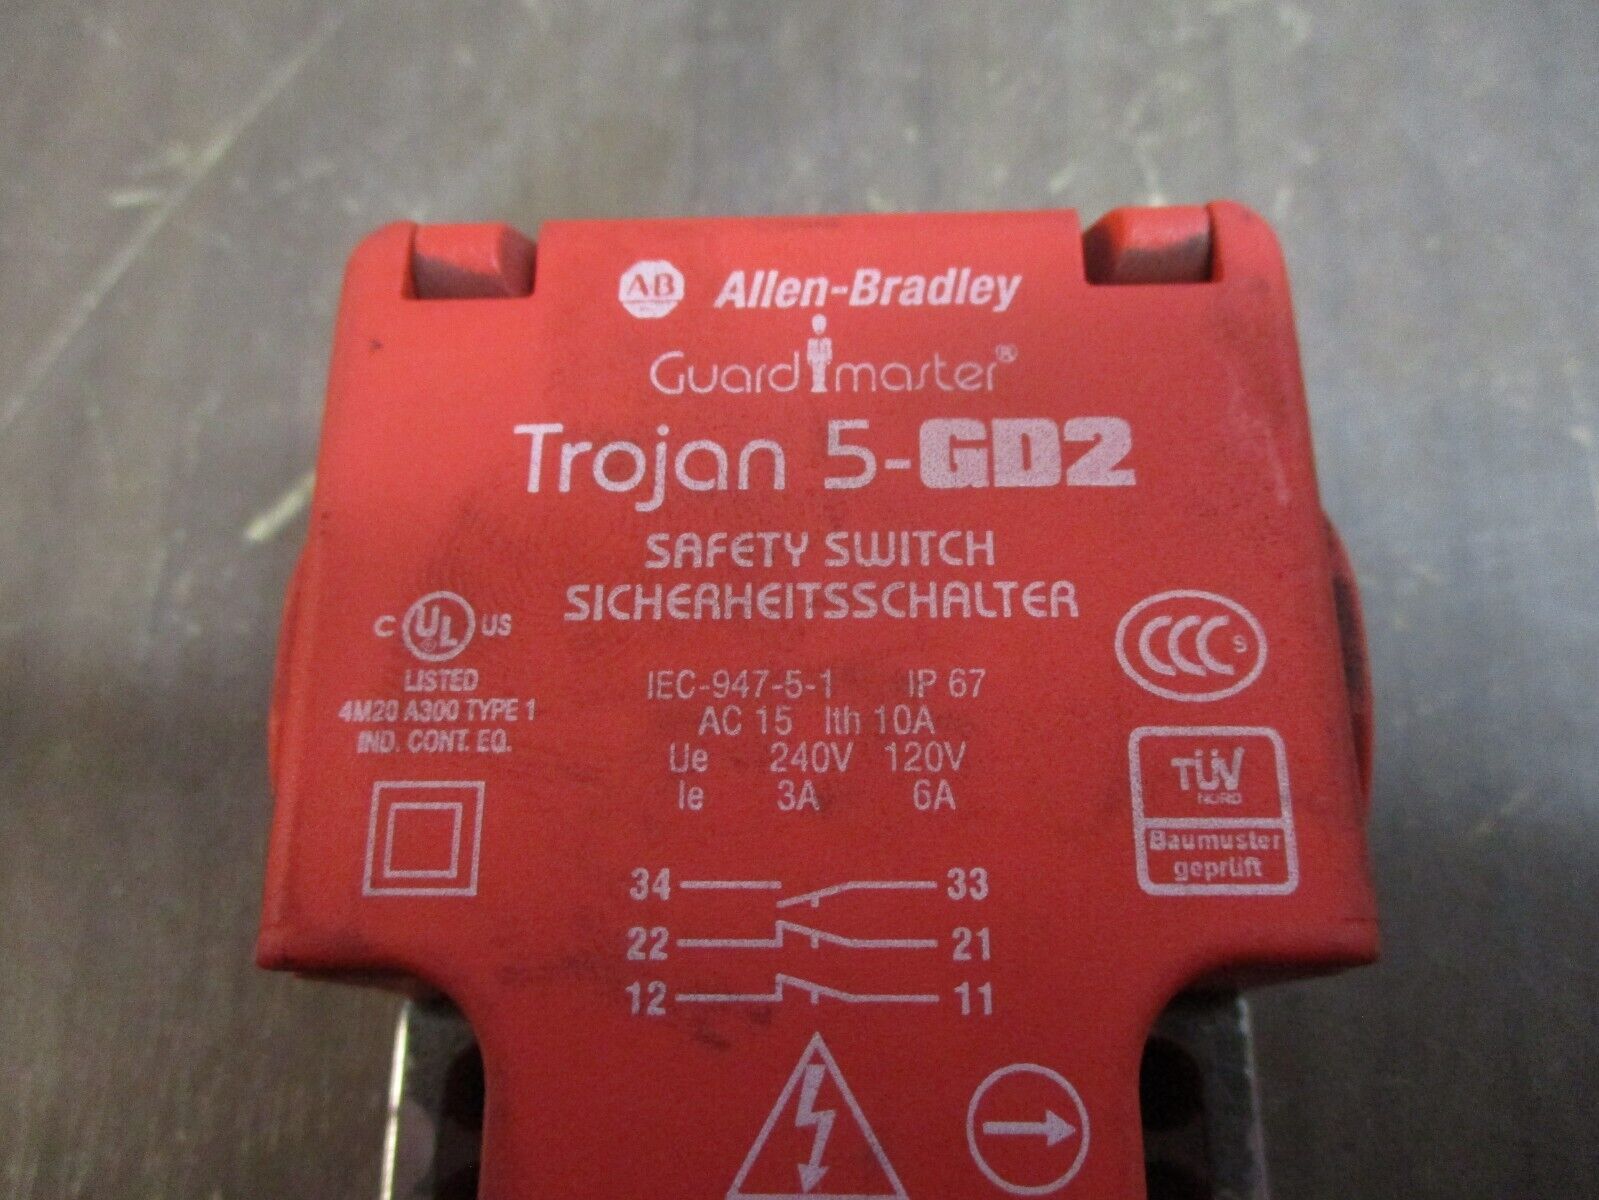 AB Allen-Bradley
Guardmaster®
Trojan 5-GD2
SAFETY SWITCH
SICHERHEITSSCHALTER
C UL US
LISTED
4M20 A300 TYPE 1
IND. CONT. EQ.
IEC-947-5-1 IP 67
AC 15 Ith 10A
Ue 240V 120V
Ie 3A 6A
CCC S
TÜV
NORD
Baumuster
geprüft
34 33
22 21
12 11